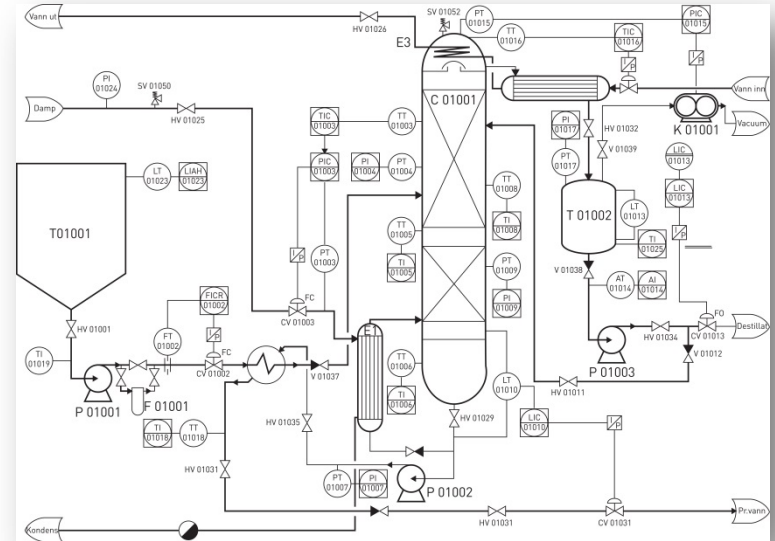 Vann ut
HV 01026
SV 01052
E3
PT
01015
TT
01016
TIC
01016
PIC
01015
I/P
I/P
PI
01024
SV 01050
Damp
HV 01025
C 01001
Vann inn
K 01001
Vacuum
TIC
01003
TT
01003
PI
01017
HV 01032
V 01039
LIC
01013
PIC
01003
PI
01004
PT
01004
PT
01017
LIC
01013
LT
01023
LIAH
01023
TT
01008
TI
01008
T 01002
LT
01013
T01001
TT
01005
TI
01005
I/P
PT
01003
TI
01025
I/P
PT
01009
PI
01009
V 01038
AT
01014
AI
01014
FICR
01002
FC
CV 01003
E1
FO
HV 01001
FT
01002
I/P
FC
CV 01002
HV 01034
CV 01013
Destillat
TI
01019
V 01037
TT
01006
TI
01006
P 01003
V 01012
P 01001
F 01001
LT
01010
HV 01011
TI
01018
TT
01018
HV 01035
HV 01029
LIC
01010
I/P
HV 01031
PT
01007
PI
01007
P 01002
Kondens
HV 01031
CV 01031
Pr.vann